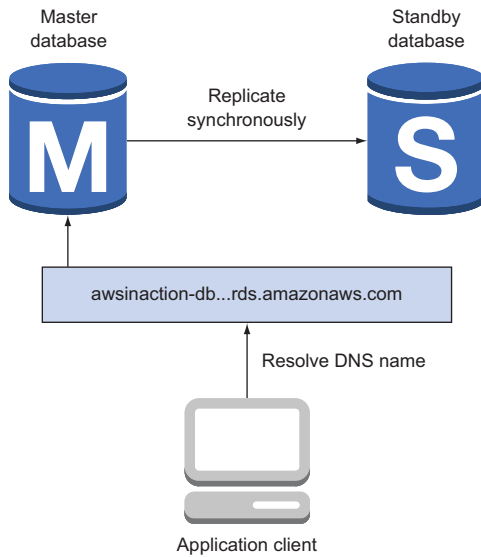 Master
database
Standby
database
Replicate
synchronously
M
S
awsinaction-db...rds.amazonaws.com
Resolve DNS name
Application client